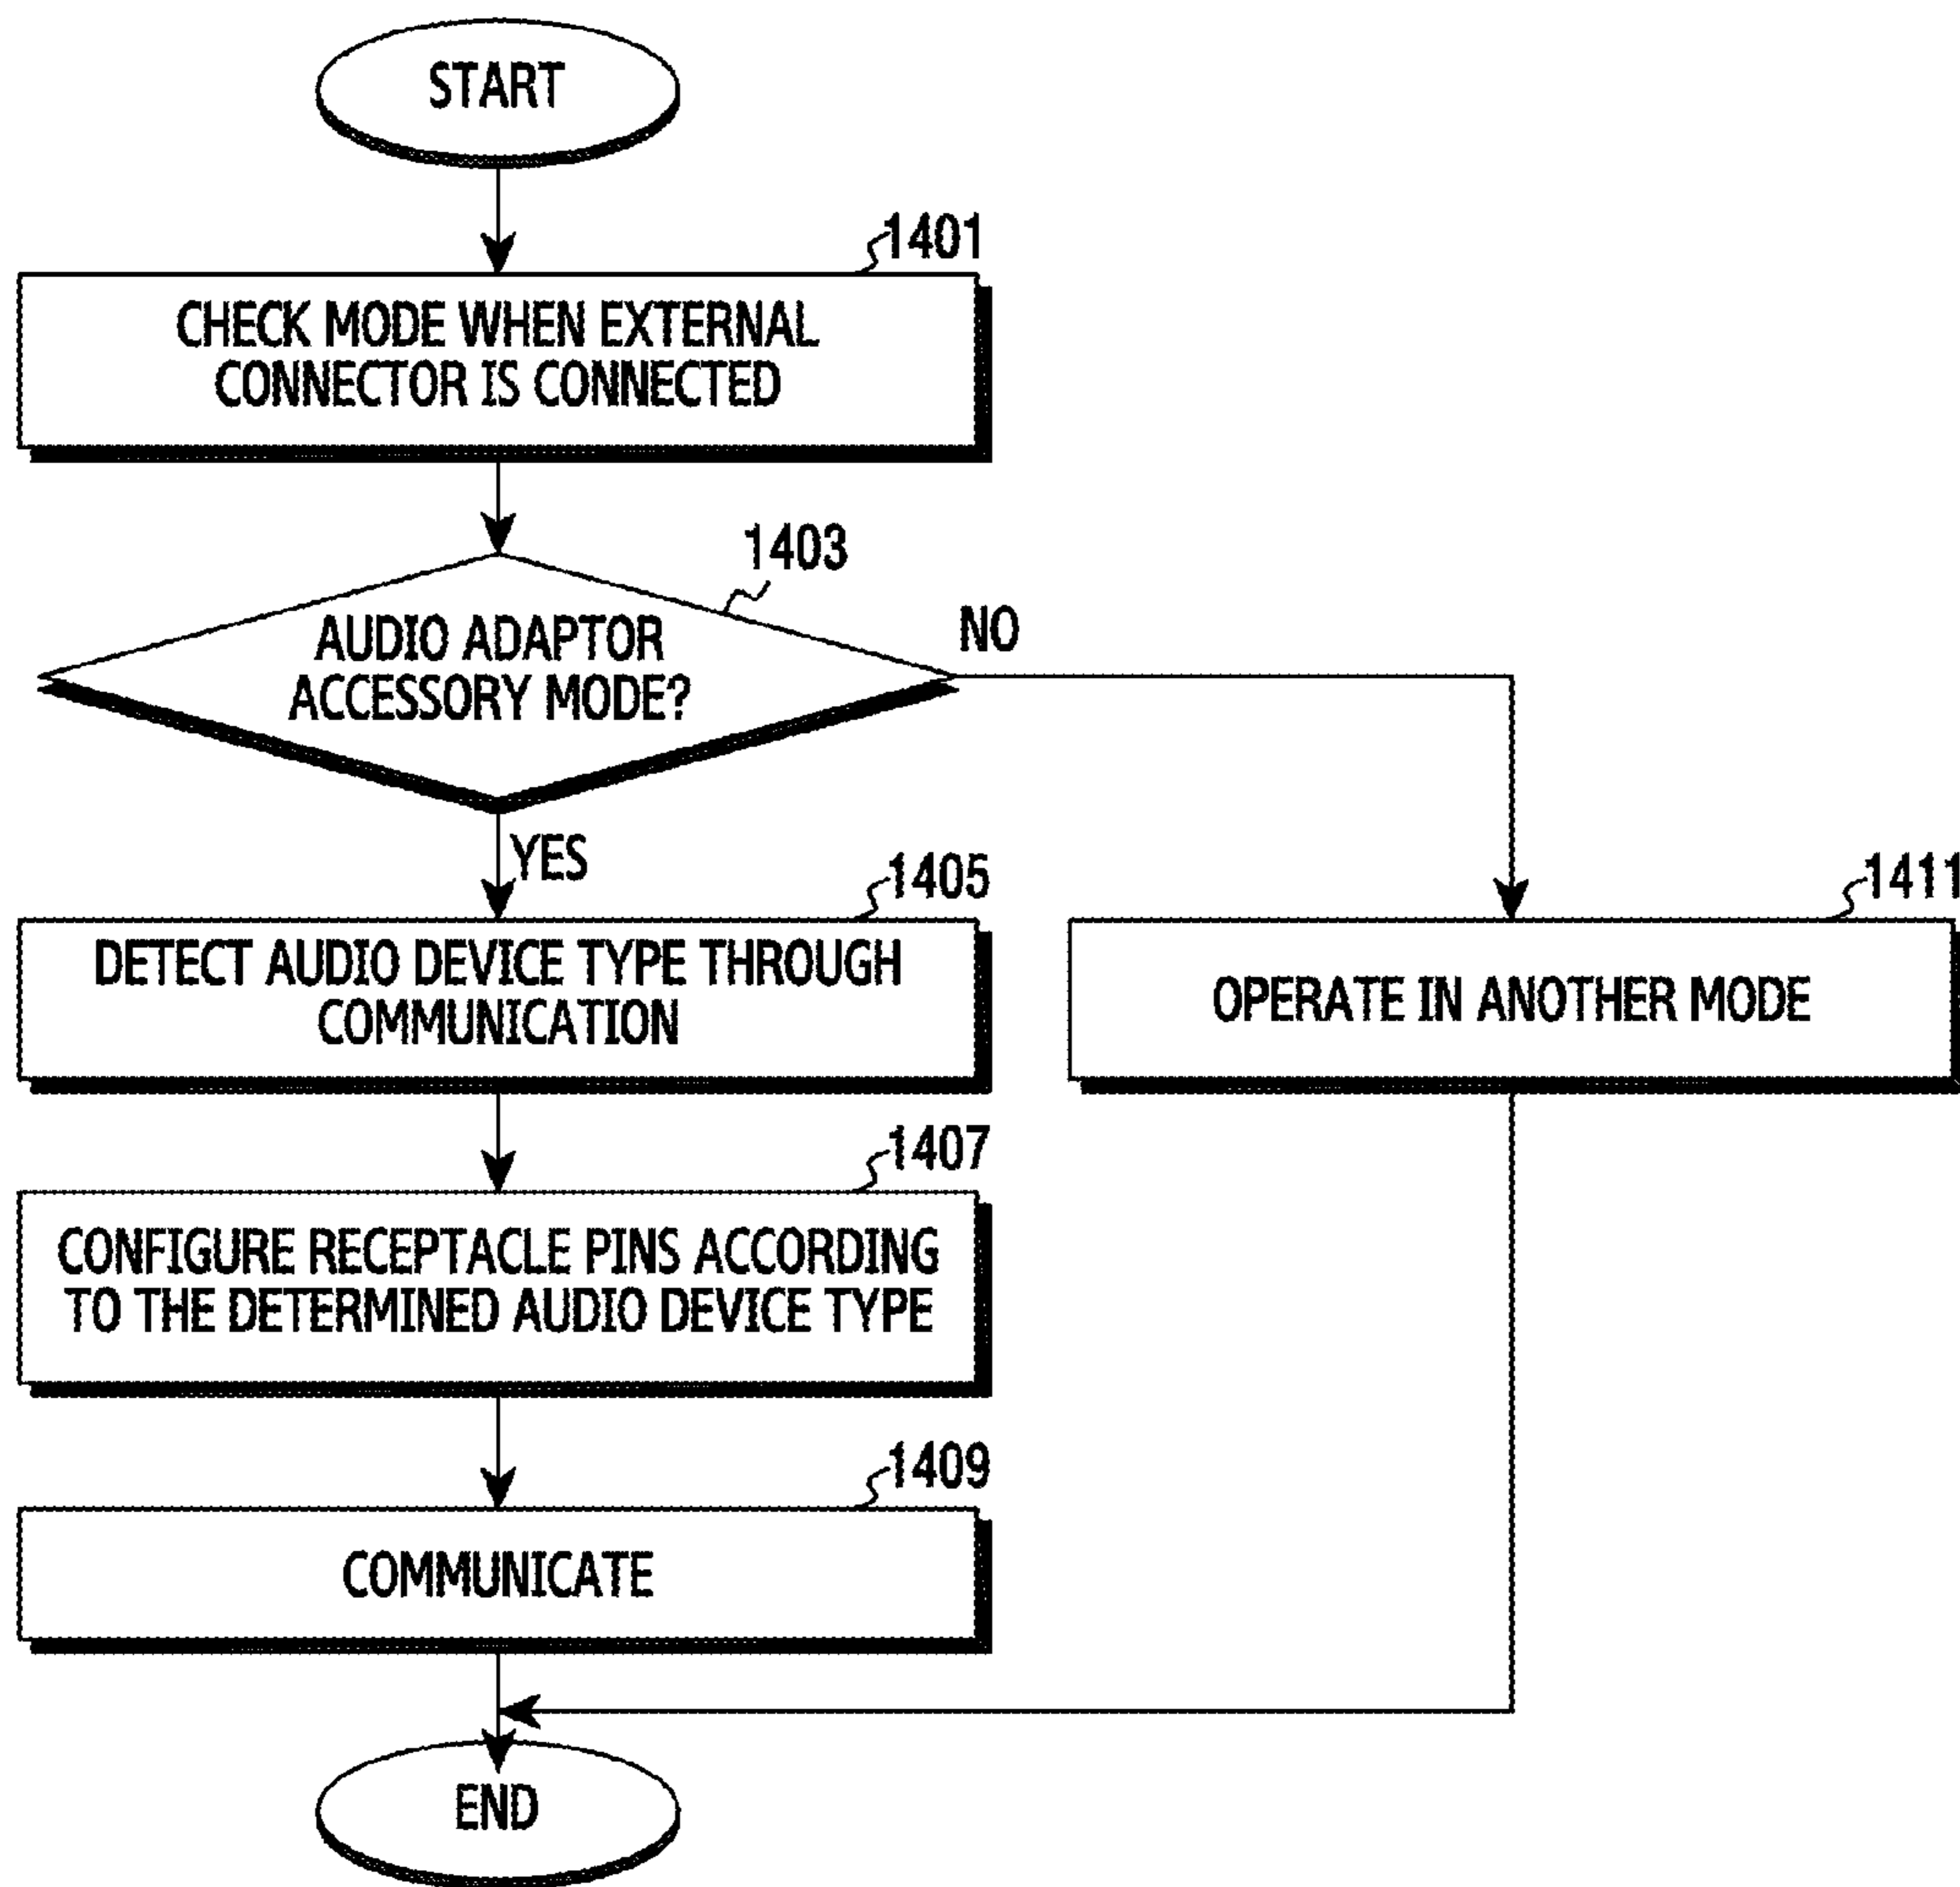 START
1401
CHECK MODE WHEN EXTERNAL
CONNECTOR IS CONNECTED
1403
AUDIO ADAPTOR
ACCESSORY MODE?
NO
YES
1405
DETECT AUDIO DEVICE TYPE THROUGH
COMMUNICATION
1411
OPERATE IN ANOTHER MODE
1407
CONFIGURE RECEPTACLE PINS ACCORDING
TO THE DETERMINED AUDIO DEVICE TYPE
1409
COMMUNICATE
END